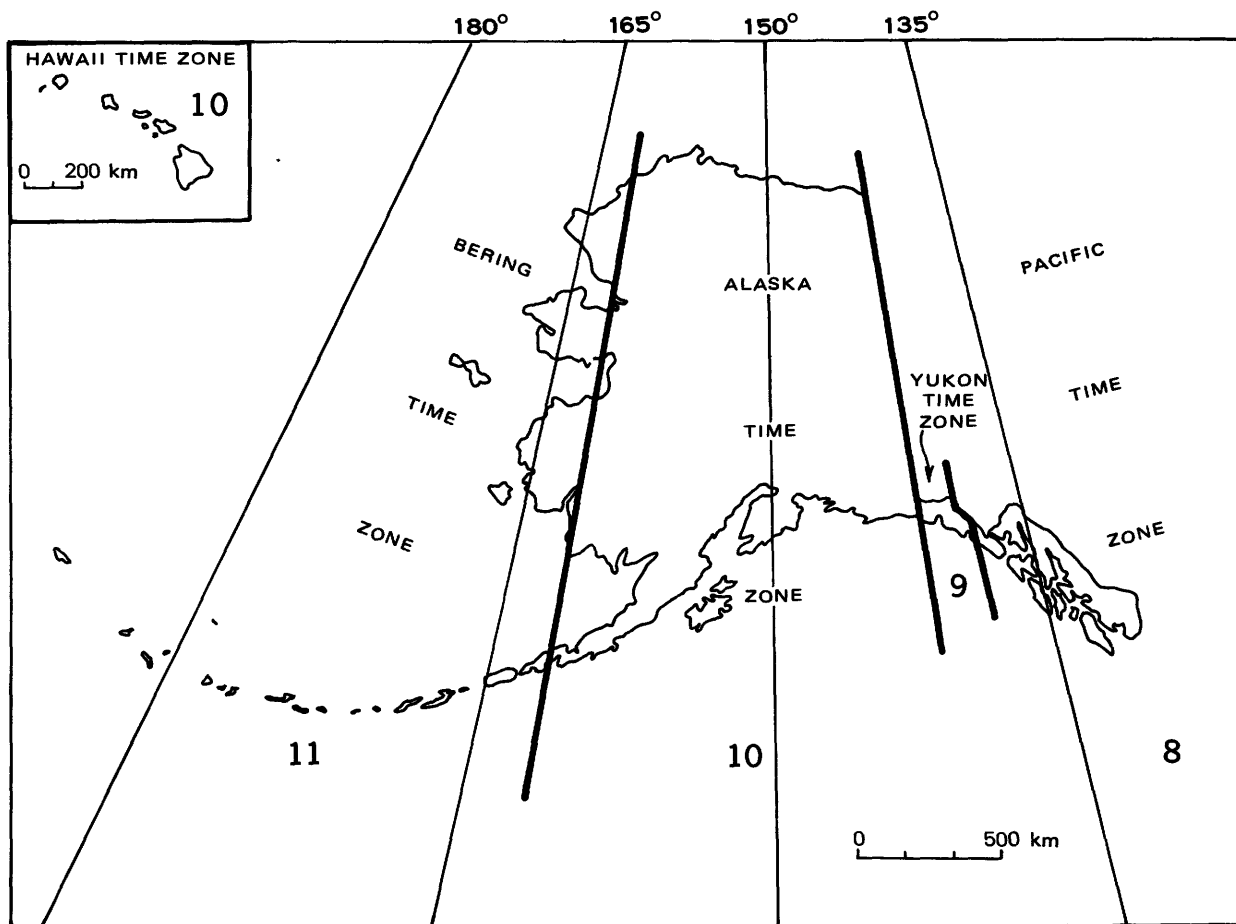 180° 165° 150° 135°
HAWAII TIME ZONE
10
0 200 km
BERING
TIME
ZONE
11
ALASKA
TIME
ZONE
10
YUKON
TIME
ZONE
9
PACIFIC
TIME
ZONE
8
0 500 km